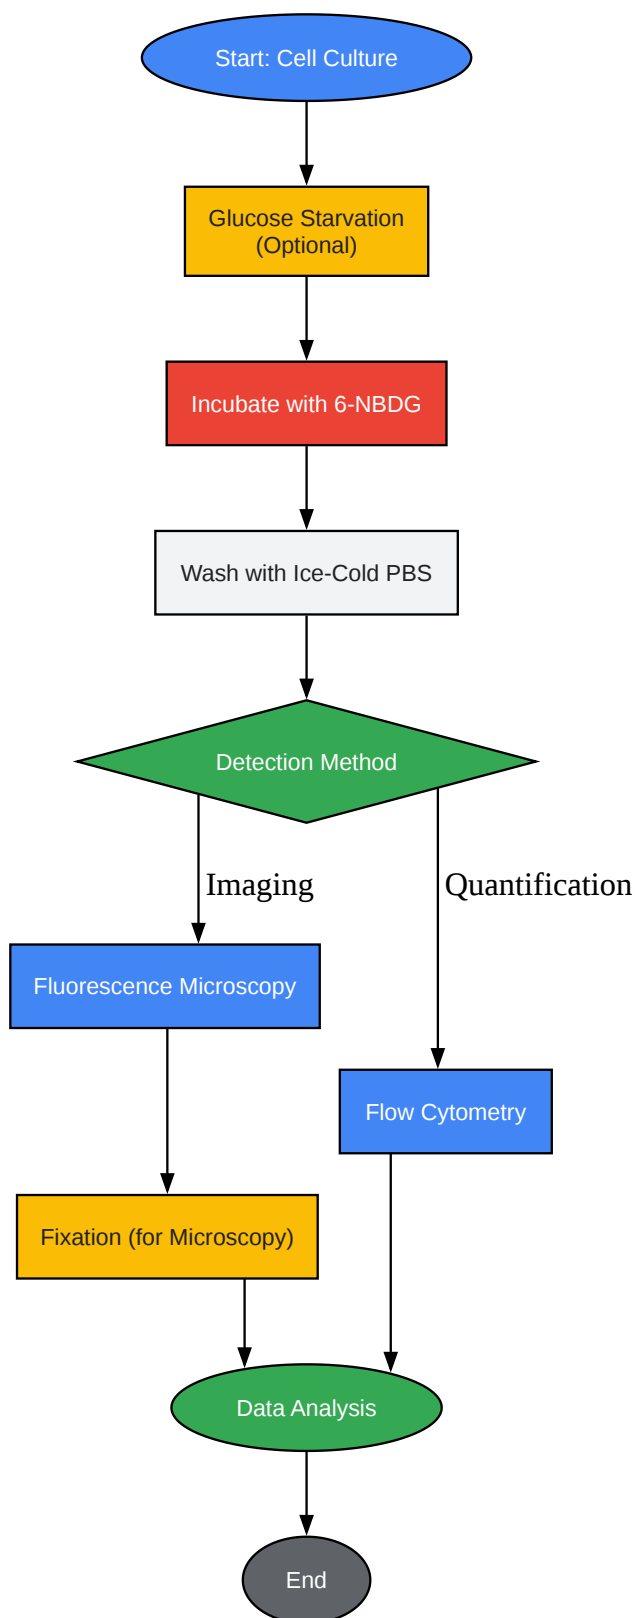 Start: Cell Culture
Glucose Starvation
(Optional)
Incubate with 6-NBDG
Wash with Ice-Cold PBS
Detection Method
Imaging
Quantification
Fluorescence Microscopy
Flow Cytometry
Fixation (for Microscopy)
Data Analysis
End